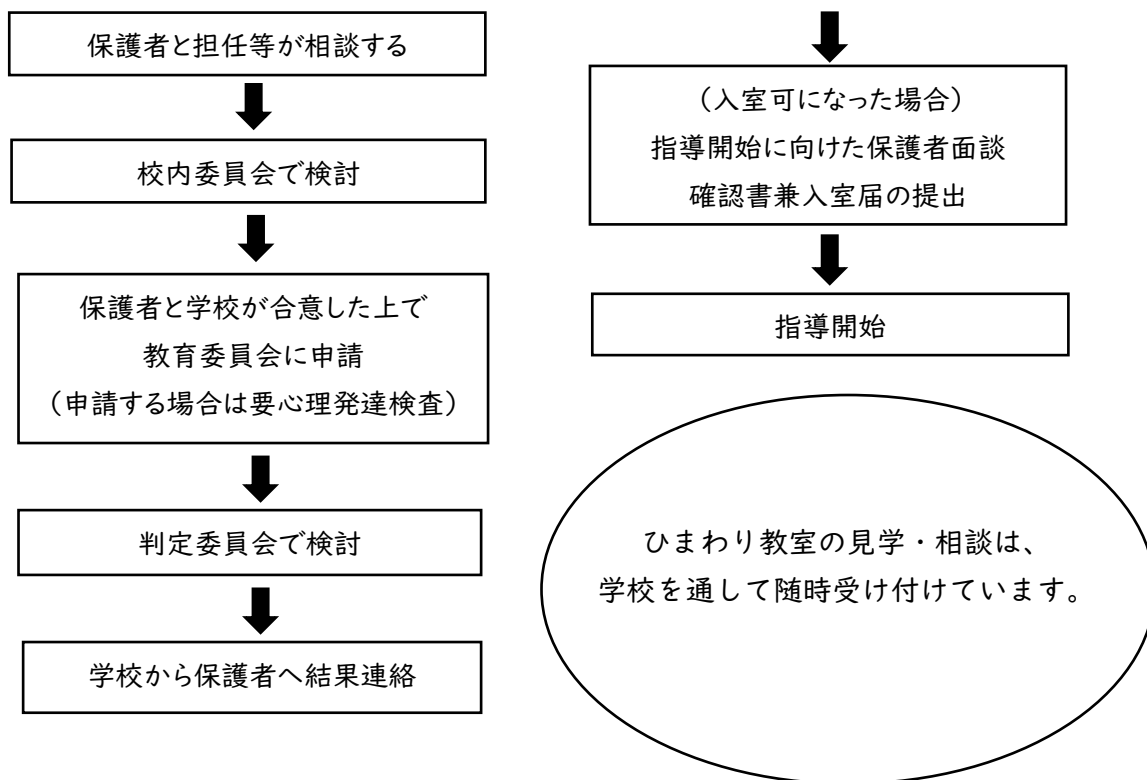 保護者と担任等が相談する
校内委員会で検討
保護者と学校が合意した上で
教育委員会に申請
（申請する場合は要心理発達検査）
判定委員会で検討
学校から保護者へ結果連絡
（入室可になった場合）
指導開始に向けた保護者面談
確認書兼入室届の提出
指導開始
ひまわり教室の見学・相談は、
学校を通して随時受け付けています。